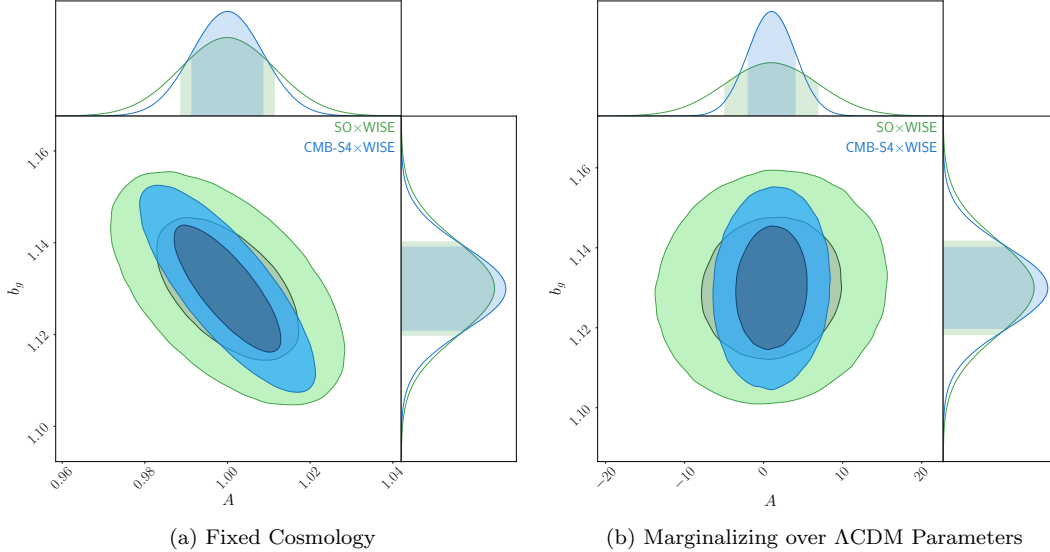 SO×WISE
CMB-S4×WISE
1.16
1.14
1.12
1.10
b_g
0.96
0.98
1.00
1.02
1.04
A
(a) Fixed Cosmology
SO×WISE
CMB-S4×WISE
1.16
1.14
1.12
1.10
b_g
−20
−10
0
10
20
A
(b) Marginalizing over ΛCDM Parameters